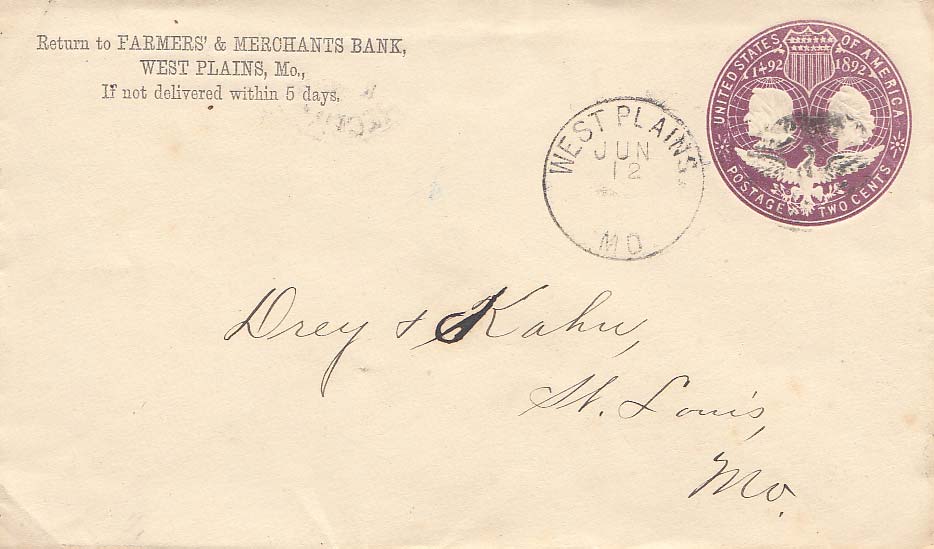 Return to FARMERS' & MERCHANTS BANK,
WEST PLAINS, Mo.,
If not delivered within 5 days.
WEST PLAINS
JUN
12
MO
UNITED STATES OF AMERICA
1492 1892
POSTAGE TWO CENTS
Drey & Kahn,
St. Louis,
Mo.